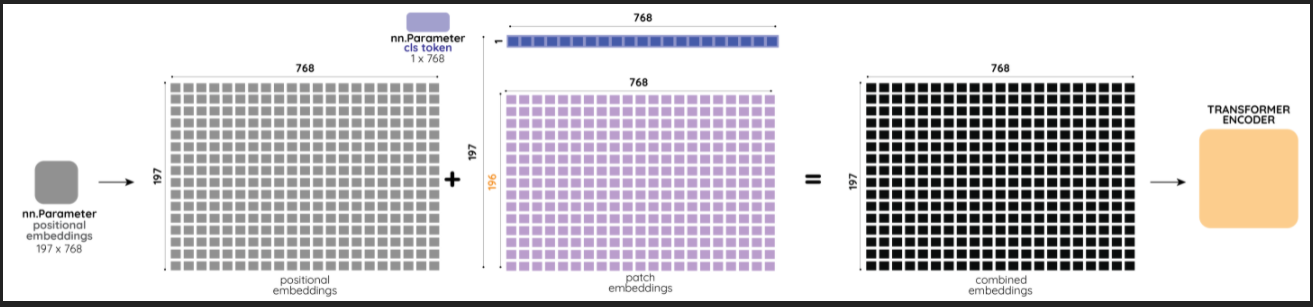 nn.Parameter
positional
embeddings
197 x 768
768
197
positional
embeddings
+
nn.Parameter
cls token
1 x 768
768
1
197
768
196
patch
embeddings
=
768
197
combined
embeddings
TRANSFORMER
ENCODER